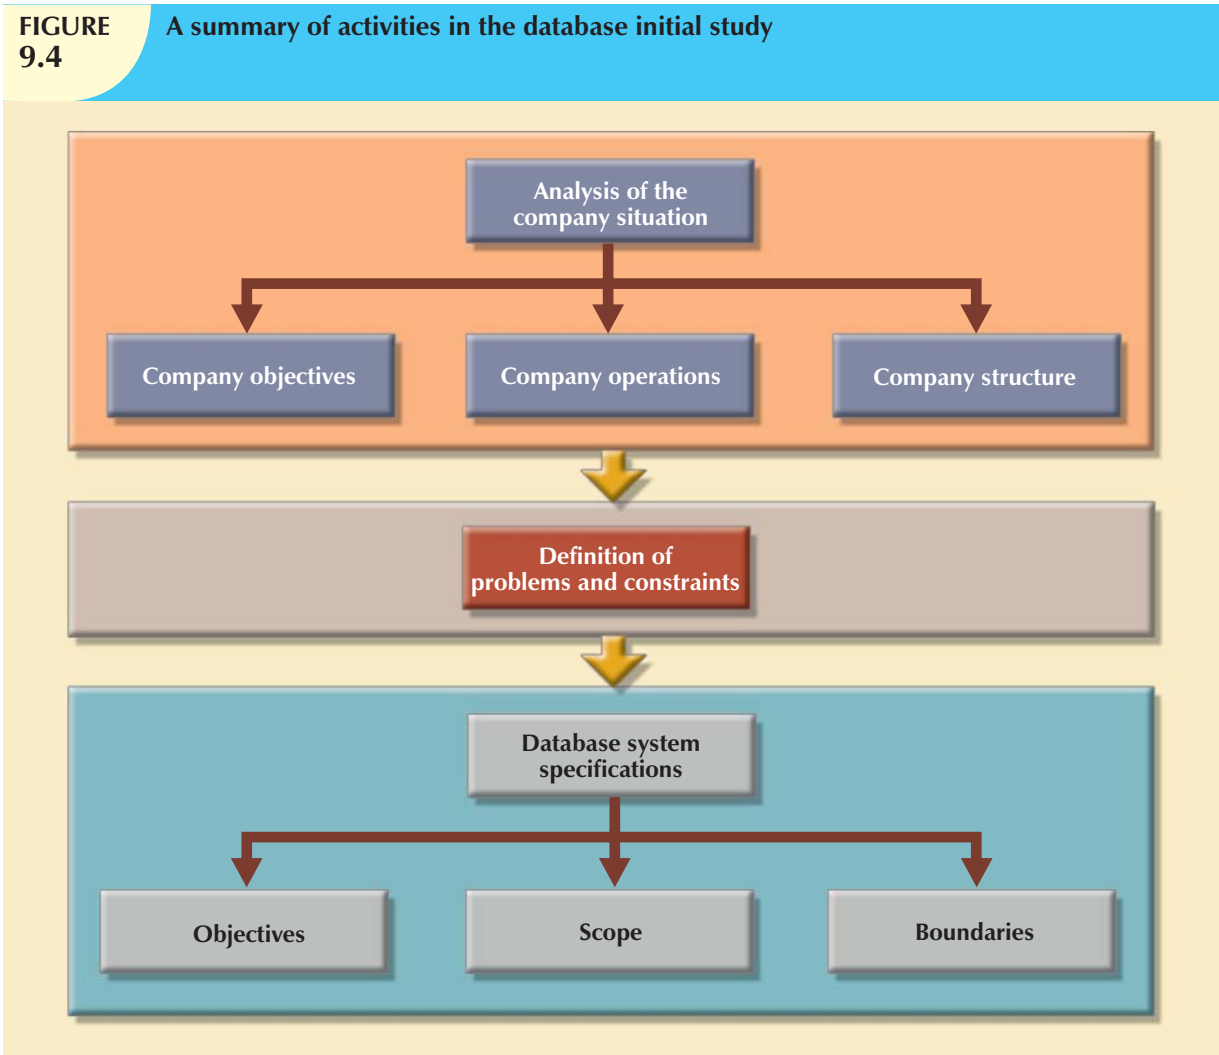 FIGURE
9.4
A summary of activities in the database initial study
Analysis of the
company situation
Company objectives
Company operations
Company structure
Definition of
problems and constraints
Database system
specifications
Objectives
Scope
Boundaries